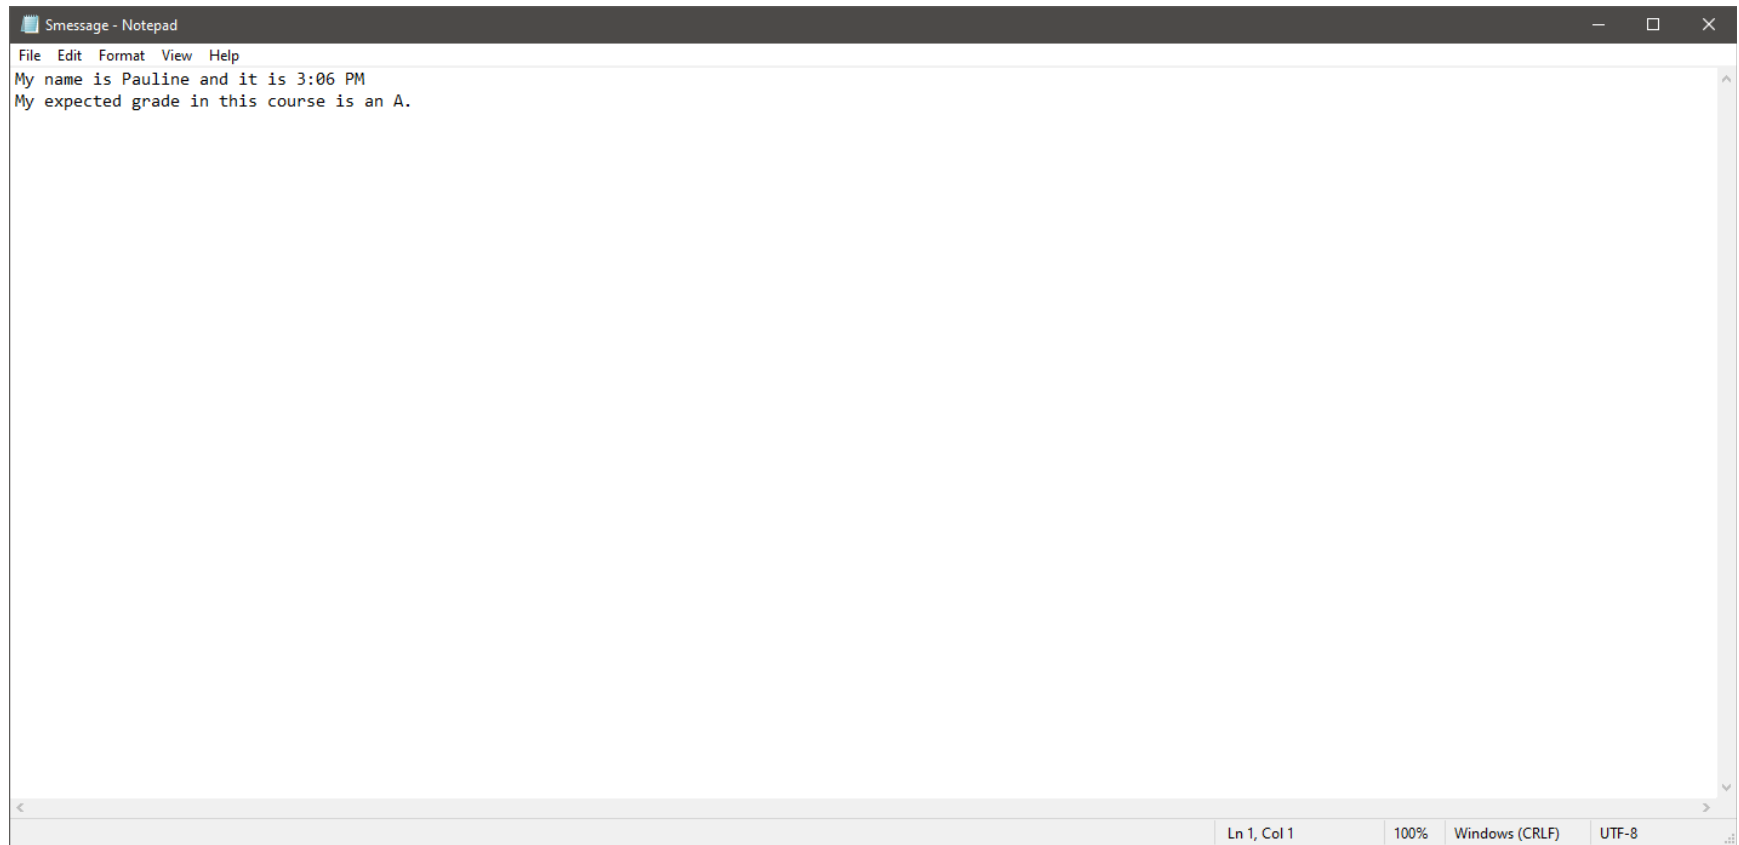 Smessage - Notepad
File Edit Format View Help
My name is Pauline and it is 3:06 PM
My expected grade in this course is an A.
Ln 1, Col 1 100% Windows (CRLF) UTF-8